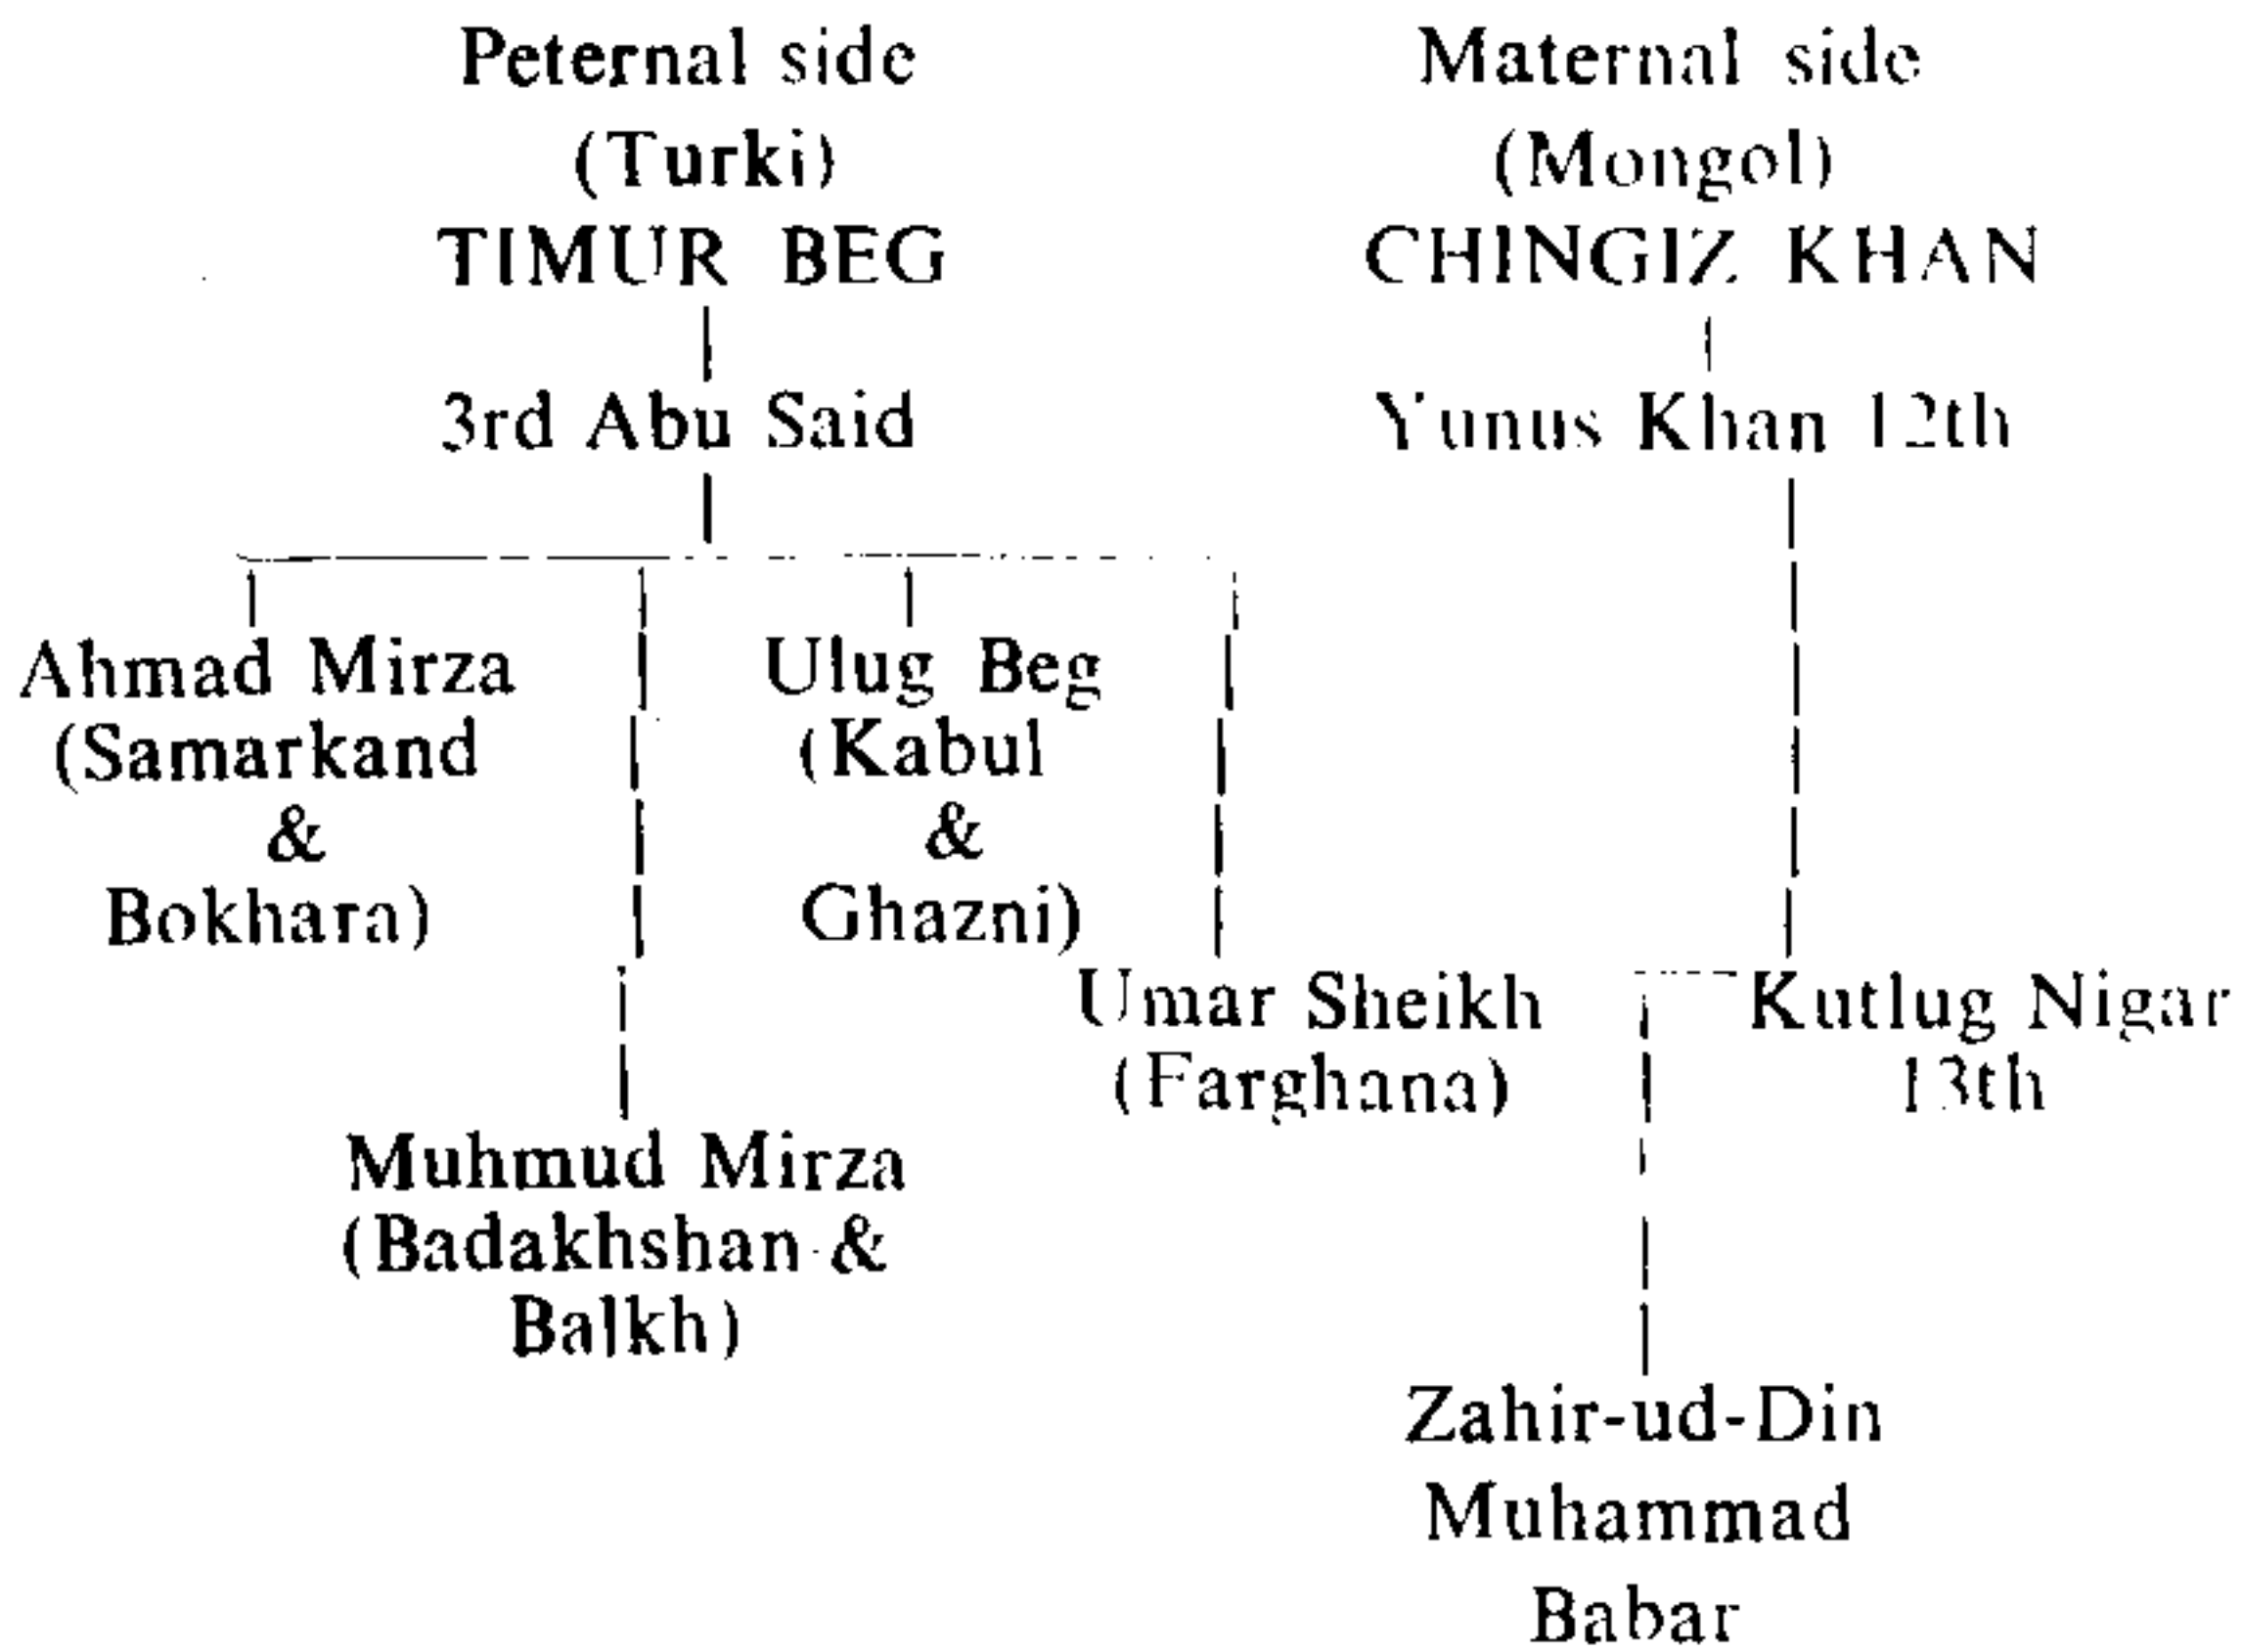 Peternal side
(Turki)
TIMUR BEG
Maternal side
(Mongol)
CHINGIZ KHAN
3rd Abu Said
Yunus Khan 12th
Ahmad Mirza
(Samarkand
&
Bokhara)
Ulug Beg
(Kabul
&
Ghazni)
Umar Sheikh
(Farghana)
Kutlug Nigar
13th
Muhmud Mirza
(Badakhshan &
Balkh)
Zahir-ud-Din
Muhammad
Babar